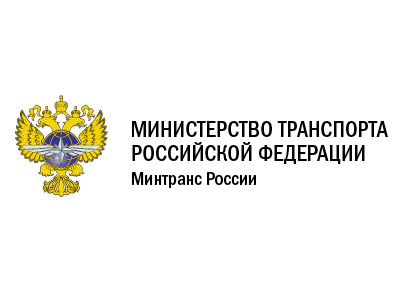 МИНИСТЕРСТВО ТРАНСПОРТА
РОССИЙСКОЙ ФЕДЕРАЦИИ
Минтранс России